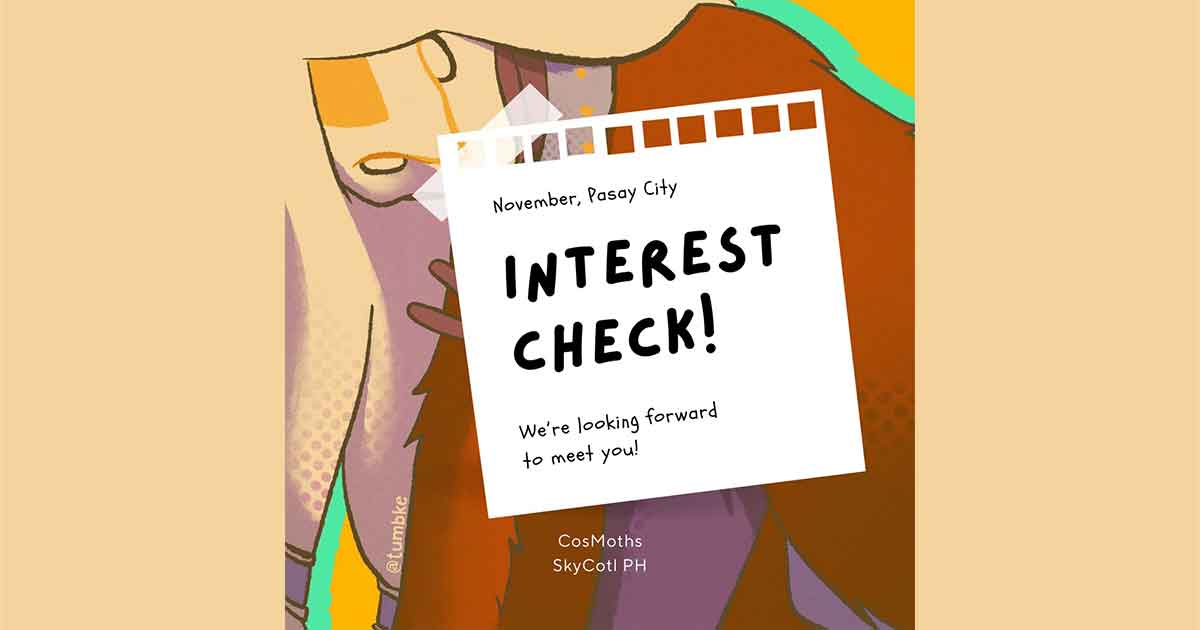 November, Pasay City
INTEREST
CHECK!
We're looking forward
to meet you!
@tumbke
CosMoths
SkyCotl PH